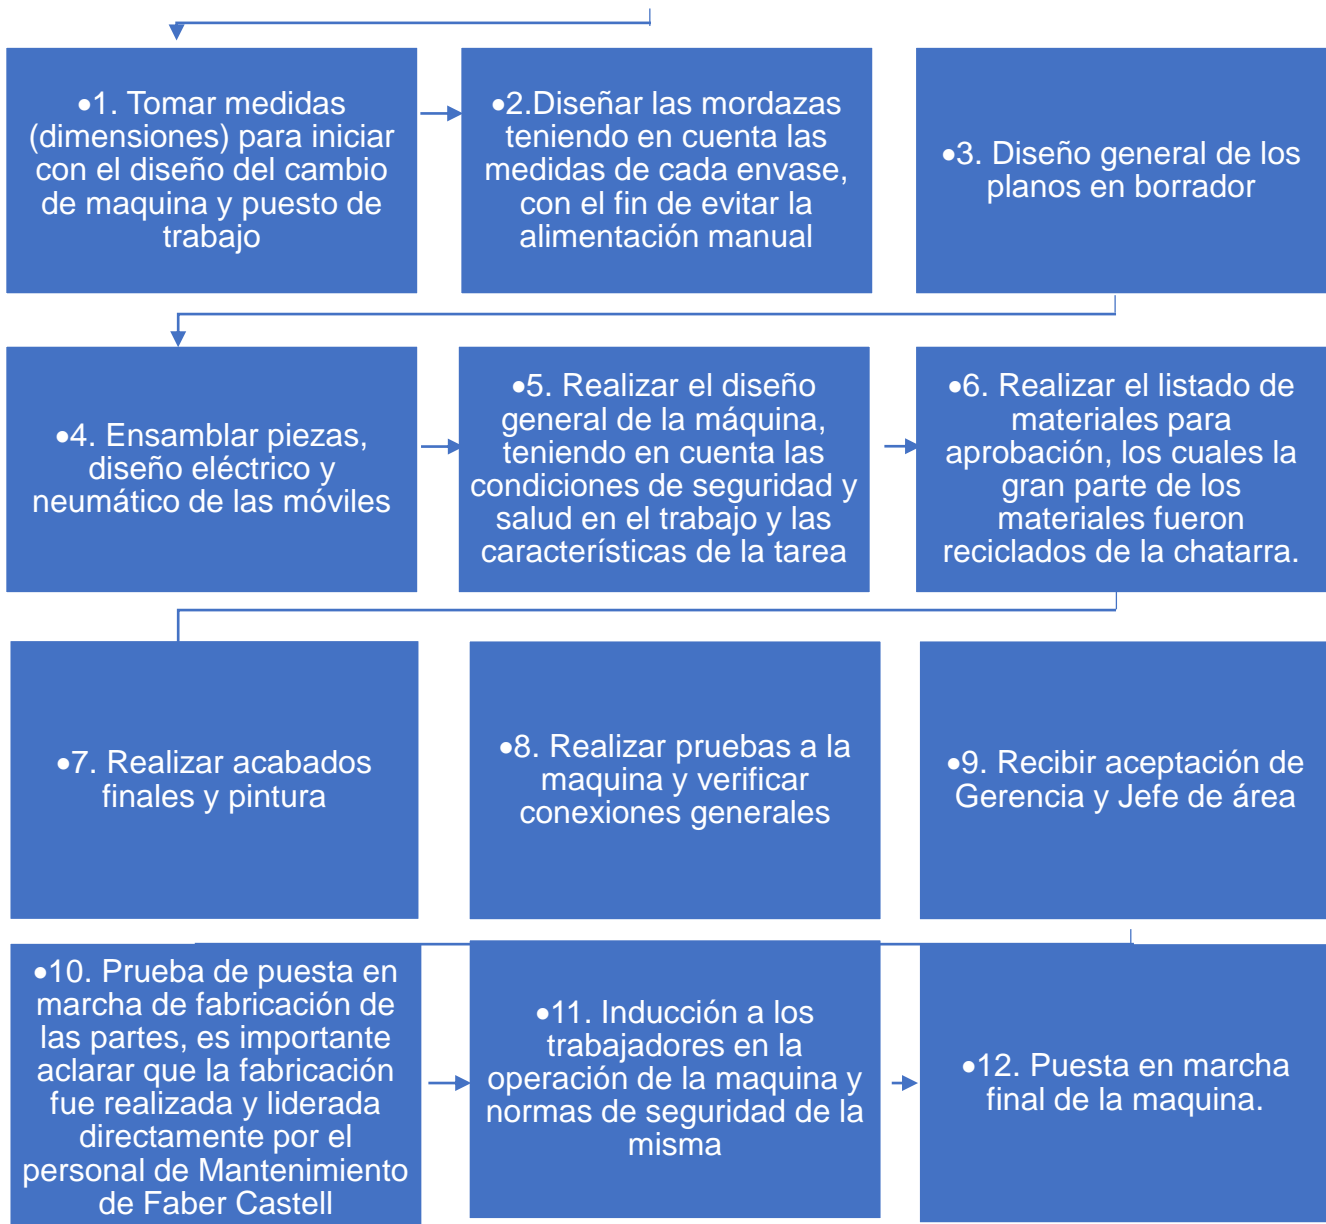 •1. Tomar medidas
(dimensiones) para iniciar
con el diseño del cambio
de maquina y puesto de
trabajo
•2.Diseñar las mordazas
teniendo en cuenta las
medidas de cada envase,
con el fin de evitar la
alimentación manual
•3. Diseño general de los
planos en borrador
•4. Ensamblar piezas,
diseño eléctrico y
neumático de las móviles
•5. Realizar el diseño
general de la máquina,
teniendo en cuenta las
condiciones de seguridad y
salud en el trabajo y las
características de la tarea
•6. Realizar el listado de
materiales para
aprobación, los cuales la
gran parte de los
materiales fueron
reciclados de la chatarra.
•7. Realizar acabados
finales y pintura
•8. Realizar pruebas a la
maquina y verificar
conexiones generales
•9. Recibir aceptación de
Gerencia y Jefe de área
•10. Prueba de puesta en
marcha de fabricación de
las partes, es importante
aclarar que la fabricación
fue realizada y liderada
directamente por el
personal de Mantenimiento
de Faber Castell
•11. Inducción a los
trabajadores en la
operación de la maquina y
normas de seguridad de la
misma
•12. Puesta en marcha
final de la maquina.